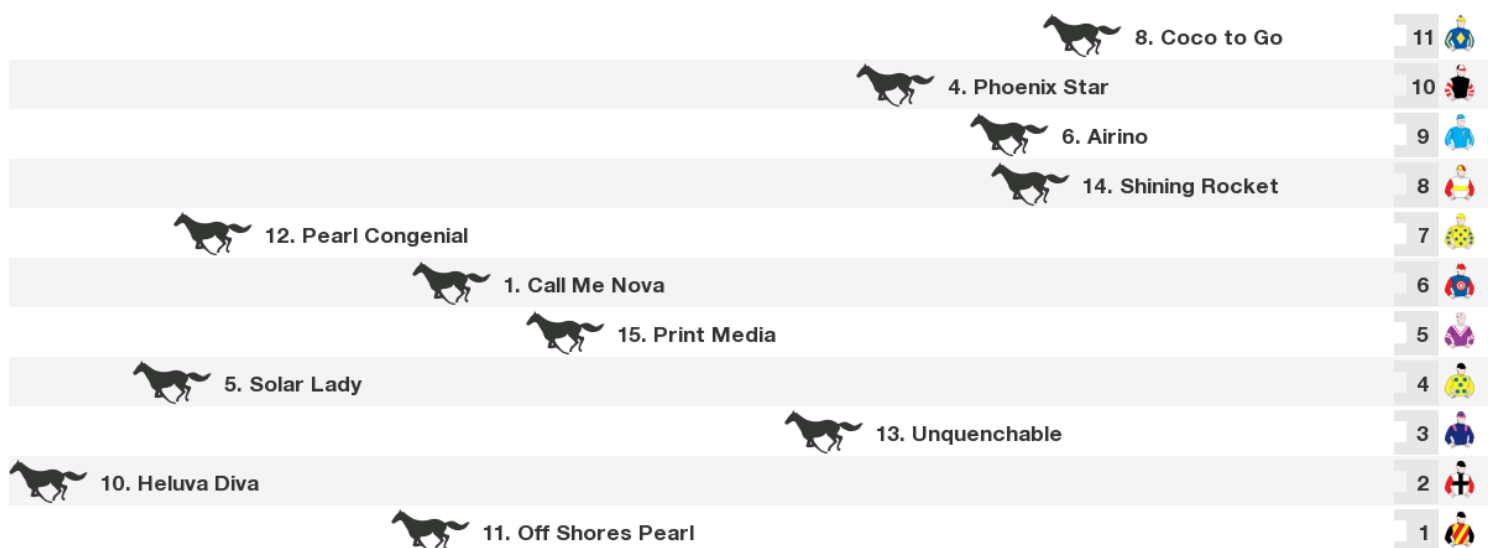 8. Coco to Go 11
4. Phoenix Star 10
6. Airino 9
14. Shining Rocket 8
12. Pearl Congenial 7
1. Call Me Nova 6
15. Print Media 5
5. Solar Lady 4
13. Unquenchable 3
10. Heluva Diva 2
11. Off Shores Pearl 1